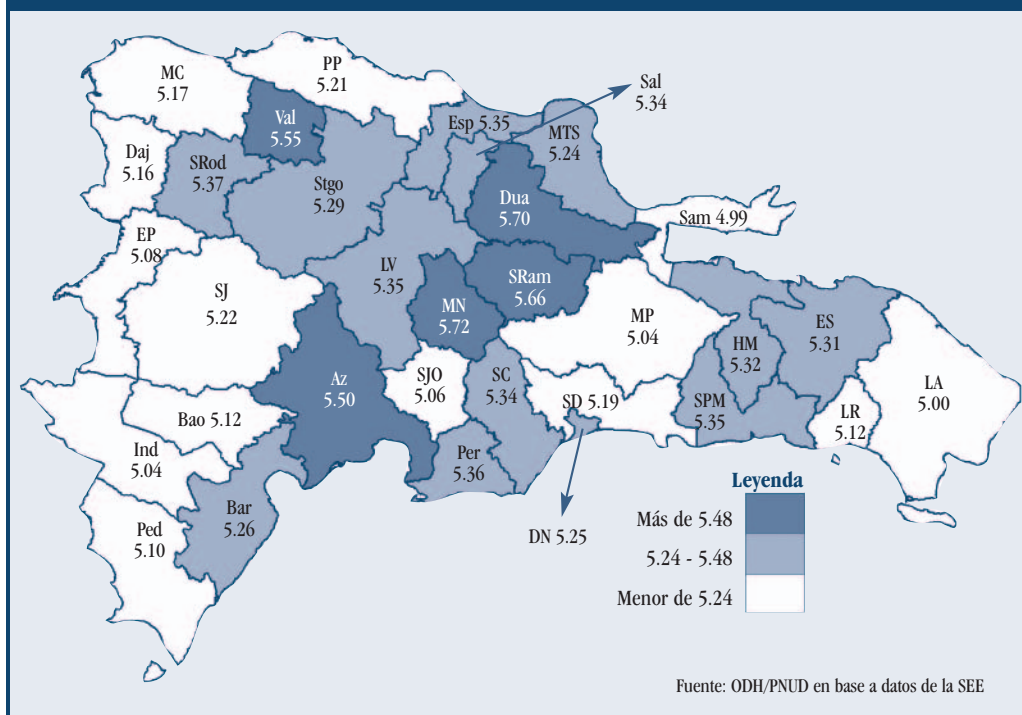 MC
5.17
PP
5.21
Sal
5.34
Val
5.55
Esp 5.35
MTS
5.24
Daj
5.16
SRod
5.37
Stgo
5.29
Dua
5.70
Sam 4.99
EP
5.08
SJ
5.22
LV
5.35
MN
5.72
SRam
5.66
MP
5.04
HM
5.32
ES
5.31
Az
5.50
SJO
5.06
SC
5.34
SD 5.19
SPM
5.35
LR
5.12
LA
5.00
Bao 5.12
Ind
5.04
Per
5.36
Bar
5.26
Ped
5.10
DN 5.25
Leyenda
Más de 5.48
5.24 - 5.48
Menor de 5.24
Fuente: ODH/PNUD en base a datos de la SEE